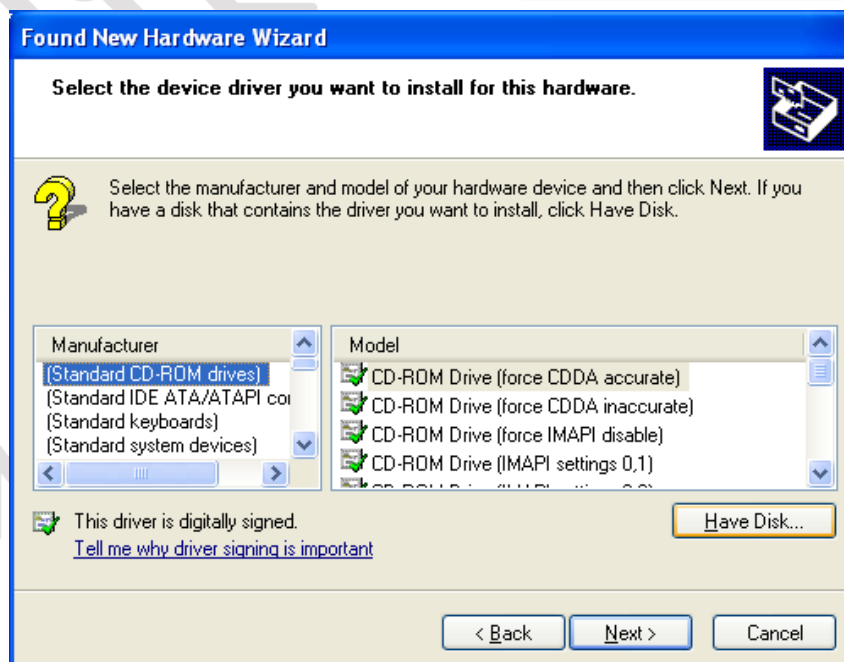 Found New Hardware Wizard
Select the device driver you want to install for this hardware.
Select the manufacturer and model of your hardware device and then click Next. If you
have a disk that contains the driver you want to install, click Have Disk.
Manufacturer
(Standard CD-ROM drives)
(Standard IDE ATA/ATAPI co
(Standard keyboards)
(Standard system devices)
Model
CD-ROM Drive (force CDDA accurate)
CD-ROM Drive (force CDDA inaccurate)
CD-ROM Drive (force IMAPI disable)
CD-ROM Drive (IMAPI settings 0,1)
This driver is digitally signed.
Tell me why driver signing is important
Have Disk...
< Back
Next >
Cancel